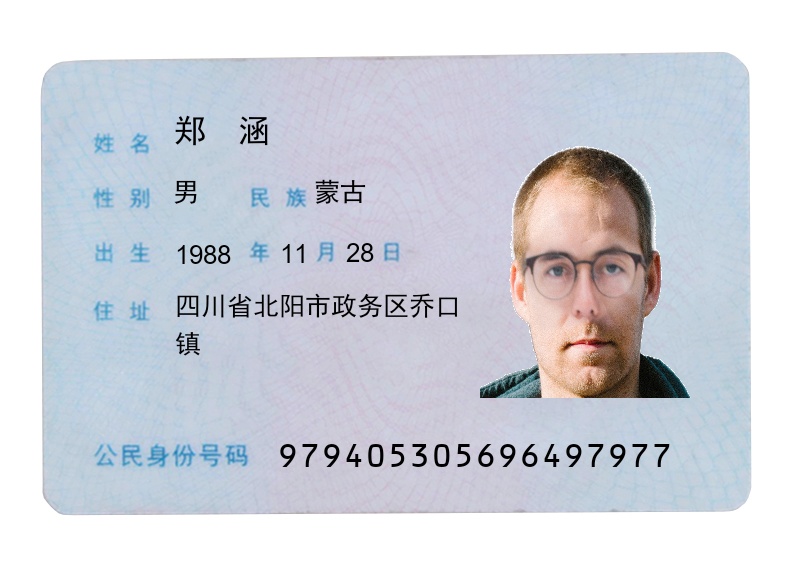 姓名 郑 涵
性别 男 民族 蒙古
出生 1988 年 11 月 28 日
住址 四川省北阳市政务区乔口
镇
公民身份号码 979405305696497977